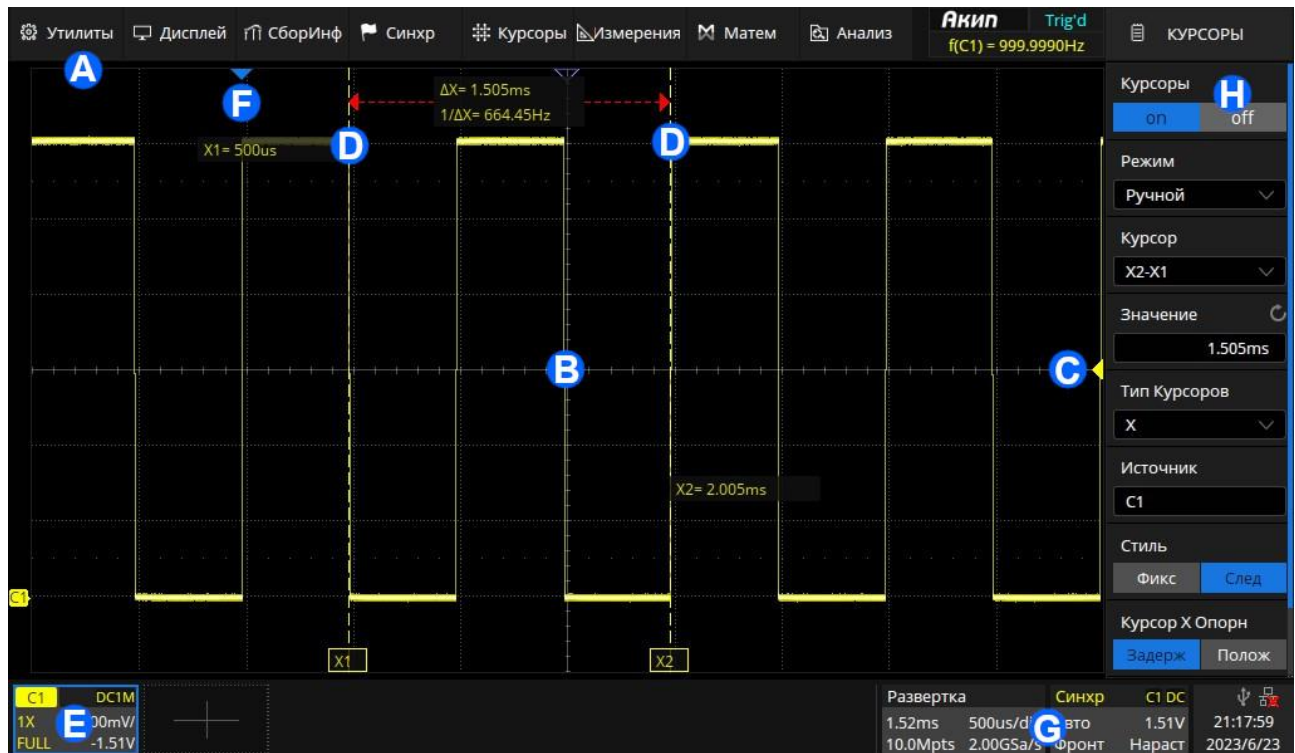 Утилиты Дисплей СборИнф Синхр Курсоры Измерения Матем Анализ Акип Trig'd КУРСОРЫ
f(C1) = 999.9990Hz
A
F
ΔX= 1.505ms
1/ΔX= 664.45Hz
X1= 500us
D
D
B
C
X2= 2.005ms
C1
X1
X2
Курсоры
H
on off
Режим
Ручной
Курсор
X2-X1
Значение
1.505ms
Тип Курсоров
X
Источник
C1
Стиль
Фикс След
Курсор X Опорн
Задерж Полож
C1 DC1M
1X E 00mV/
FULL -1.51V
Развертка Синхр C1 DC
1.52ms 500us/di G вто 1.51V 21:17:59
10.0Mpts 2.00GSa/s Фронт Нараст 2023/6/23